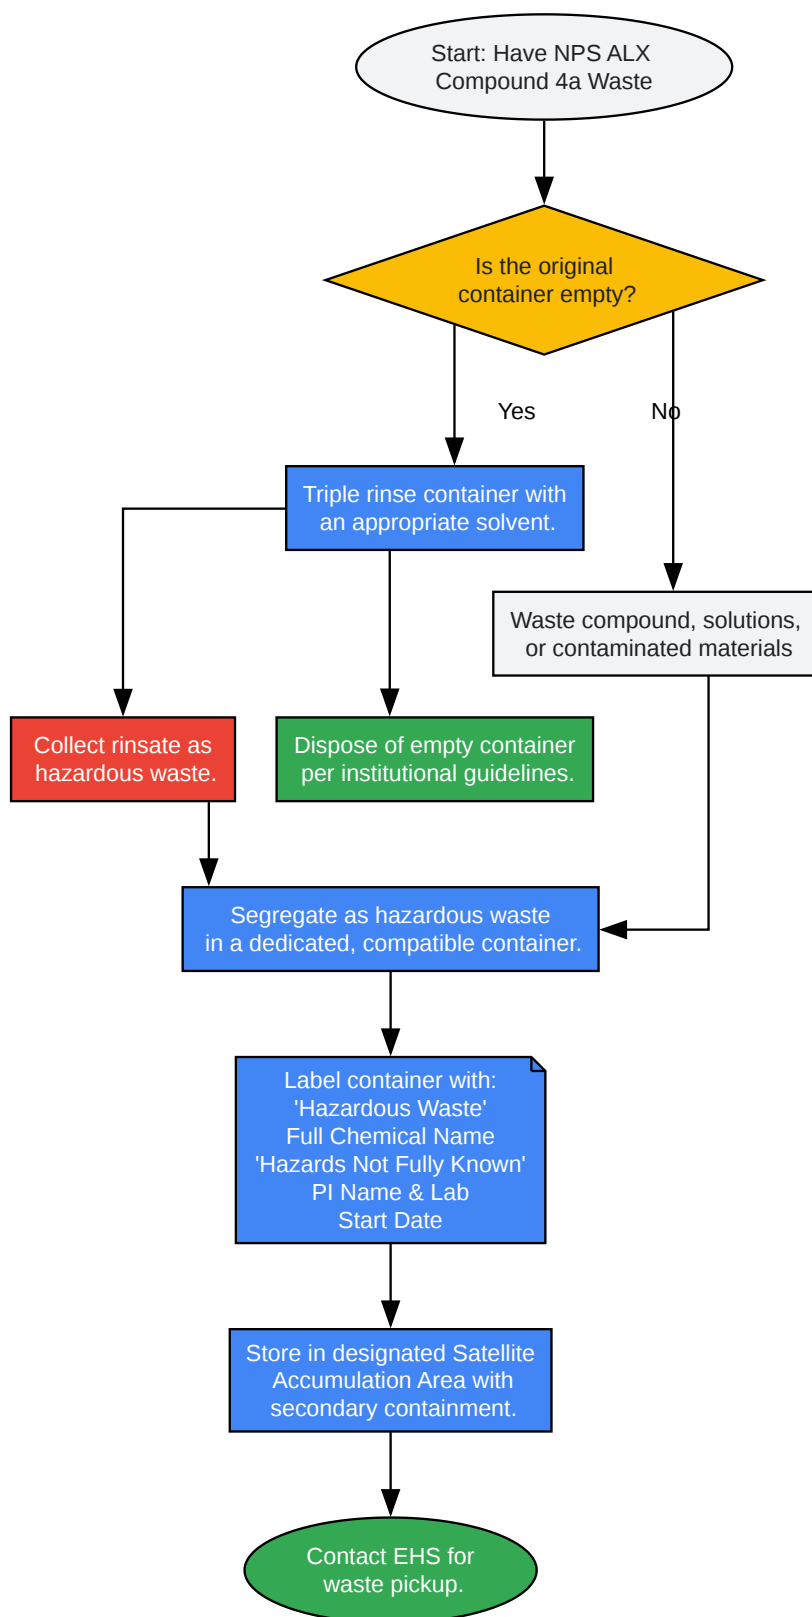 Start: Have NPS ALX
Compound 4a Waste
Is the original
container empty?
Yes
No
Triple rinse container with
an appropriate solvent.
Waste compound, solutions,
or contaminated materials
Collect rinsate as
hazardous waste.
Dispose of empty container
per institutional guidelines.
Segregate as hazardous waste
in a dedicated, compatible container.
Label container with:
'Hazardous Waste'
Full Chemical Name
'Hazards Not Fully Known'
PI Name & Lab
Start Date
Store in designated Satellite
Accumulation Area with
secondary containment.
Contact EHS for
waste pickup.